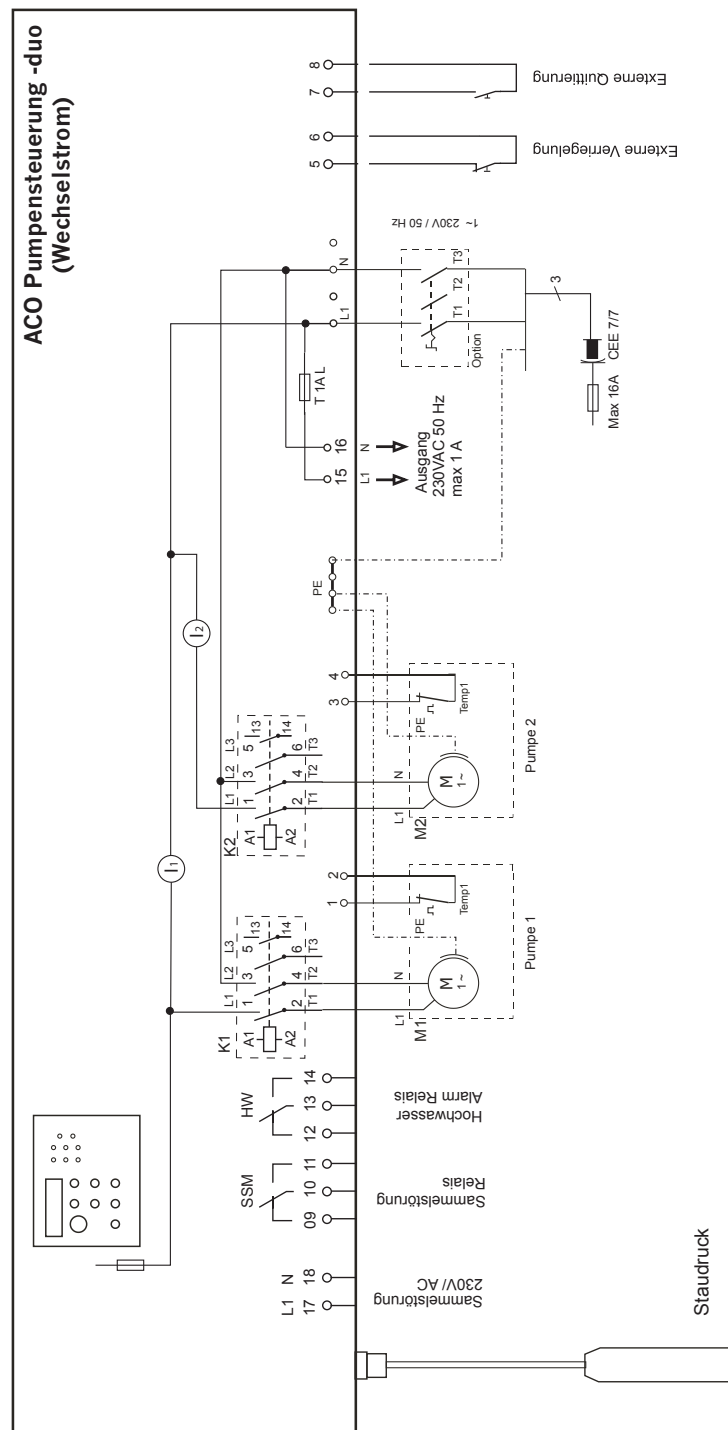 ACO Pumpensteuerung -duo
(Wechselstrom)
L1 N
17 18
Sammelstörung
230V/ AC
SSM
09 10 11
Sammelstörung
Relais
HW
12 13 14
Hochwasser
Alarm Relais
I1
I2
K1
A1
A2
L1 L2 L3
1 3 5 13
2 4 6 14
T1 T2 T3
K2
A1
A2
L1 L2 L3
1 3 5 13
2 4 6 14
T1 T2 T3
1 2
L1 N
M
1~
M1
PE
Temp1
Pumpe 1
3 4
L1 N
M
1~
M2
PE
Temp1
Pumpe 2
PE
15 16
L1 N
Ausgang
230VAC 50 Hz
max 1 A
T 1A L
L1 N
1~ 230V / 50 Hz
T1 T2 T3
Option
3
Max 16A CEE 7/7
5 6
Externe Verriegelung
7 8
Externe Quittierung
Staudruck